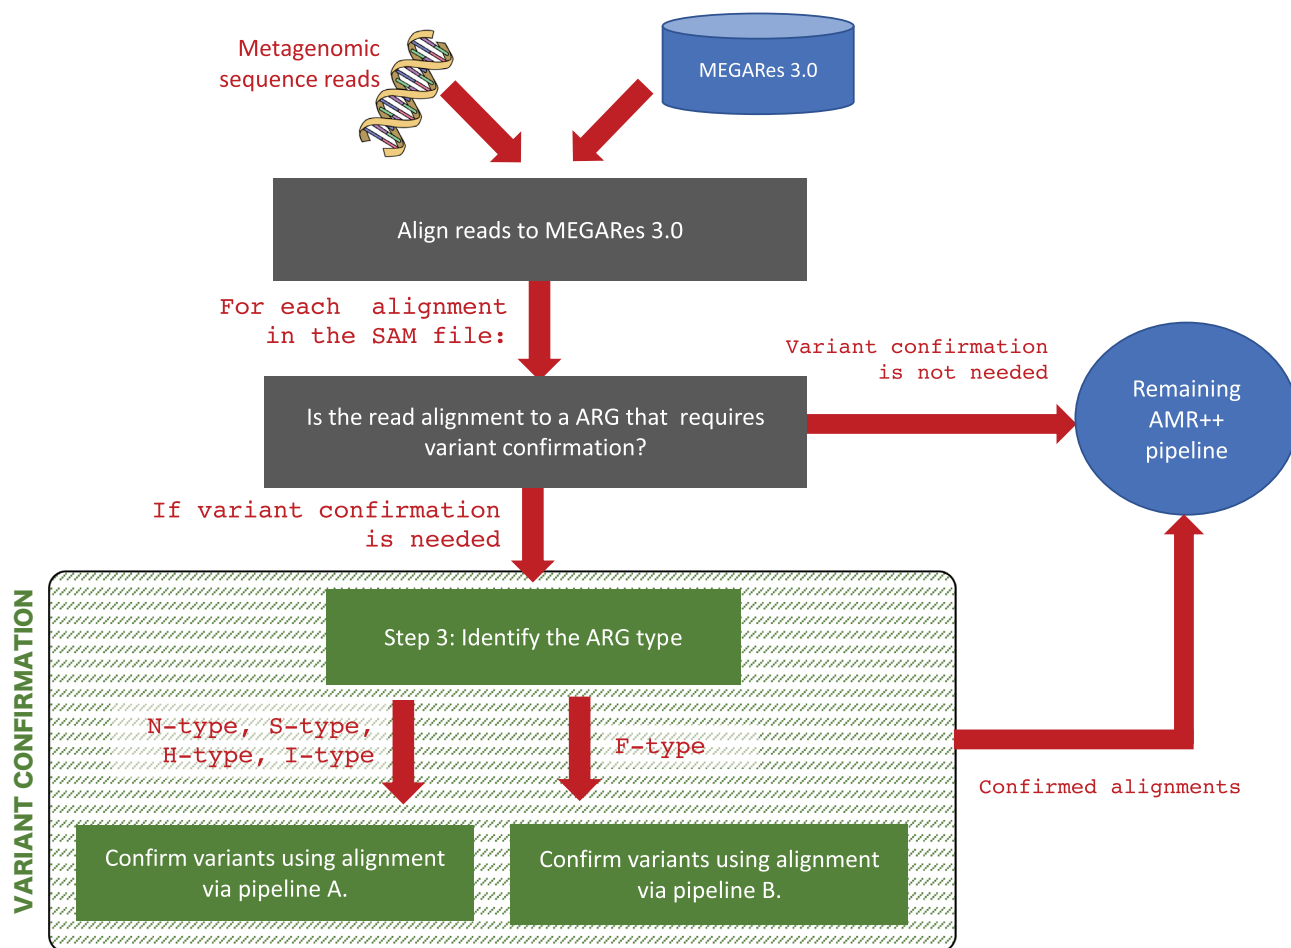 Metagenomic
sequence reads
MEGARes 3.0
Align reads to MEGARes 3.0
For each alignment
in the SAM file:
Variant confirmation
is not needed
Remaining
AMR++
pipeline
Is the read alignment to a ARG that requires
variant confirmation?
If variant confirmation
is needed
VARIANT CONFIRMATION
Step 3: Identify the ARG type
N-type, S-type,
H-type, I-type
F-type
Confirmed alignments
Confirm variants using alignment
via pipeline A.
Confirm variants using alignment
via pipeline B.